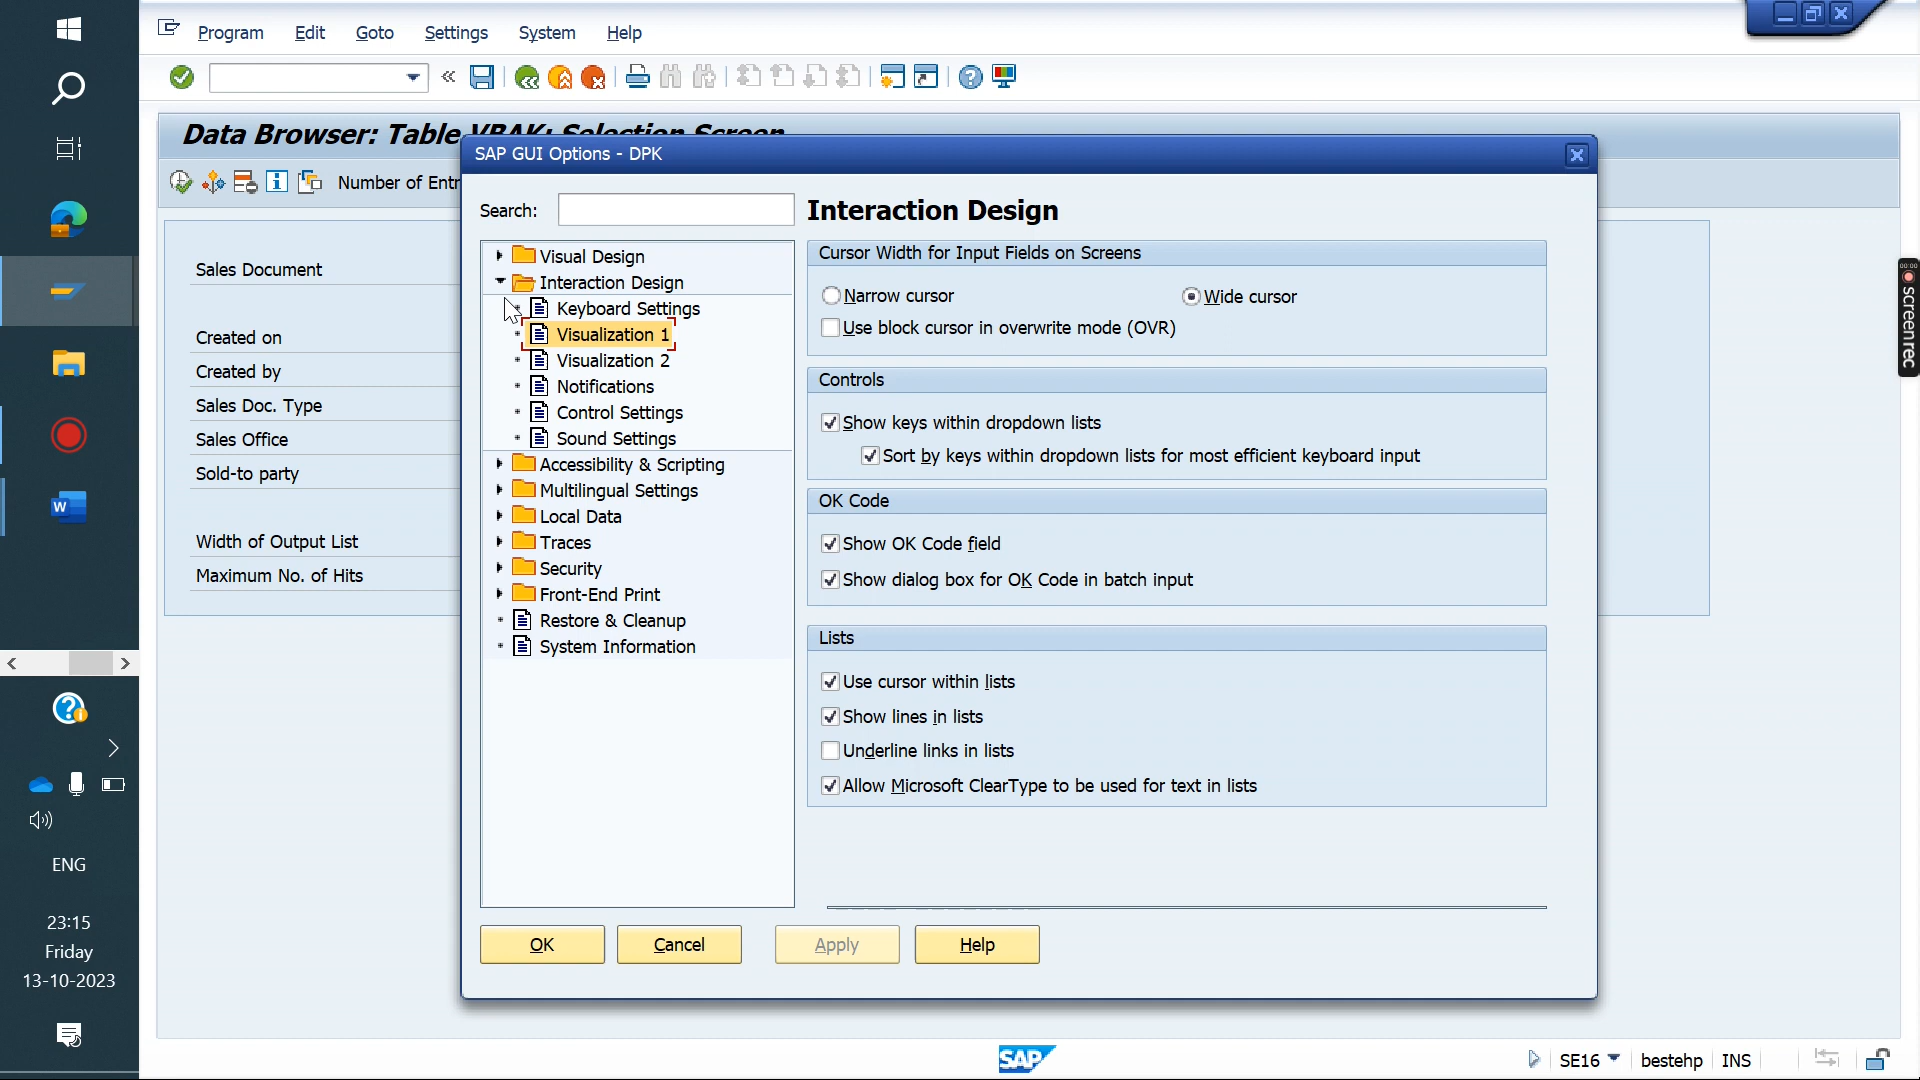 Program Edit Goto Settings System Help
Data Browser: Table VBAK: Selection Screen
Number of Entr
Sales Document
Created on
Created by
Sales Doc. Type
Sales Office
Sold-to party
Width of Output List
Maximum No. of Hits
SAP GUI Options - DPK
Search:
Visual Design
Interaction Design
Keyboard Settings
Visualization 1
Visualization 2
Notifications
Control Settings
Sound Settings
Accessibility & Scripting
Multilingual Settings
Local Data
Traces
Security
Front-End Print
Restore & Cleanup
System Information
Interaction Design
Cursor Width for Input Fields on Screens
Narrow cursor
Wide cursor
Use block cursor in overwrite mode (OVR)
Controls
Show keys within dropdown lists
Sort by keys within dropdown lists for most efficient keyboard input
OK Code
Show OK Code field
Show dialog box for OK Code in batch input
Lists
Use cursor within lists
Show lines in lists
Underline links in lists
Allow Microsoft ClearType to be used for text in lists
OK Cancel Apply Help
W
ENG
23:15
Friday
13-10-2023
SAP
SE16 bestehp INS
00:00
screenrec